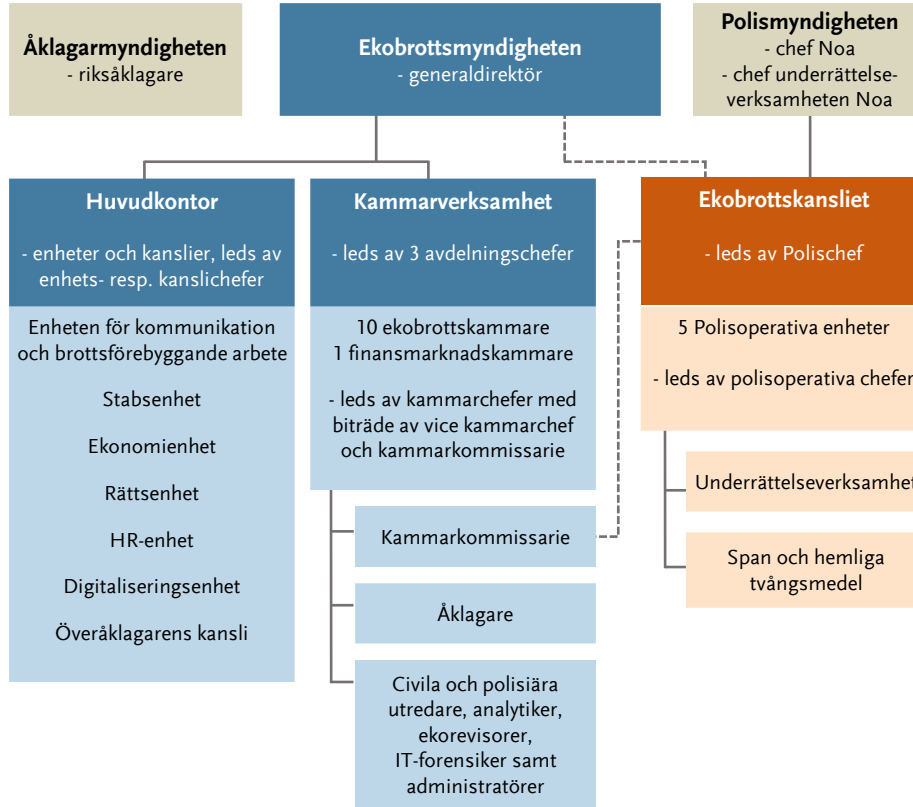 Åklagarmyndigheten
- riksåklagare
Ekobrottsmyndigheten
- generaldirektör
Polismyndigheten
- chef Noa
- chef underrättelse-
verksamheten Noa
Huvudkontor
- enheter och kanslier, leds av
enhets- resp. kanslichefer
Enheten för kommunikation
och brottsförebyggande arbete
Stabsenhet
Ekonomienhet
Rättsenhet
HR-enhet
Digitaliseringsenhet
Överåklagarens kansli
Kammarverksamhet
- leds av 3 avdelningschefer
10 ekobrottskammare
1 finansmarknadskammare
- leds av kammarchefer med
biträde av vice kammarchef
och kammarkommissarie
Kammarkommissarie
Åklagare
Civila och polisiära
utredare, analytiker,
ekorevisorer,
IT-forensiker samt
administratörer
Ekobrottskansliet
- leds av Polischef
5 Polisoperativa enheter
- leds av polisoperativa chefer
Underrättelseverksamhet
Span och hemliga
tvångsmedel